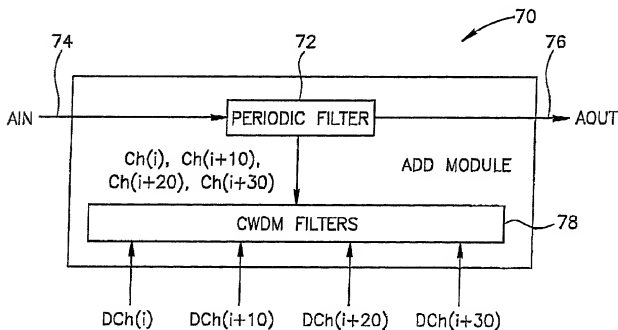 70
74
72
76
AIN
PERIODIC FILTER
AOUT
Ch(i), Ch(i+10),
Ch(i+20), Ch(i+30)
ADD MODULE
CWDM FILTERS
78
DCh(i)
DCh(i+10)
DCh(i+20)
DCh(i+30)